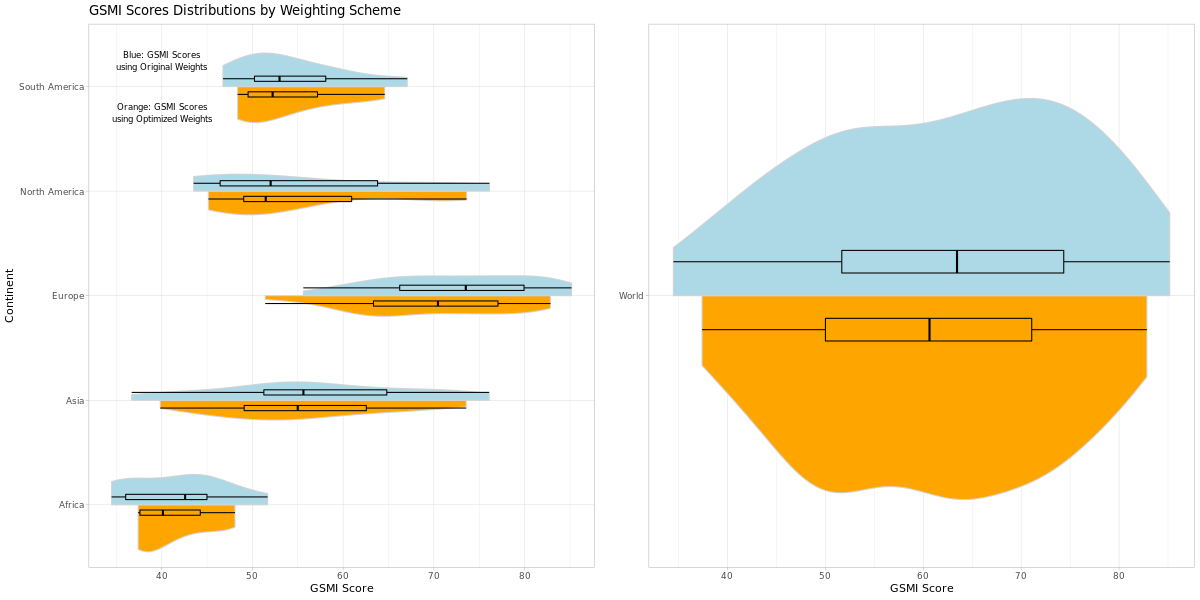 GSMI Scores Distributions by Weighting Scheme
Blue: GSMI Scores
using Original Weights
Orange: GSMI Scores
using Optimized Weights
Continent
South America
North America
Europe
Asia
Africa
40 50 60 70 80
GSMI Score
World
40 50 60 70 80
GSMI Score